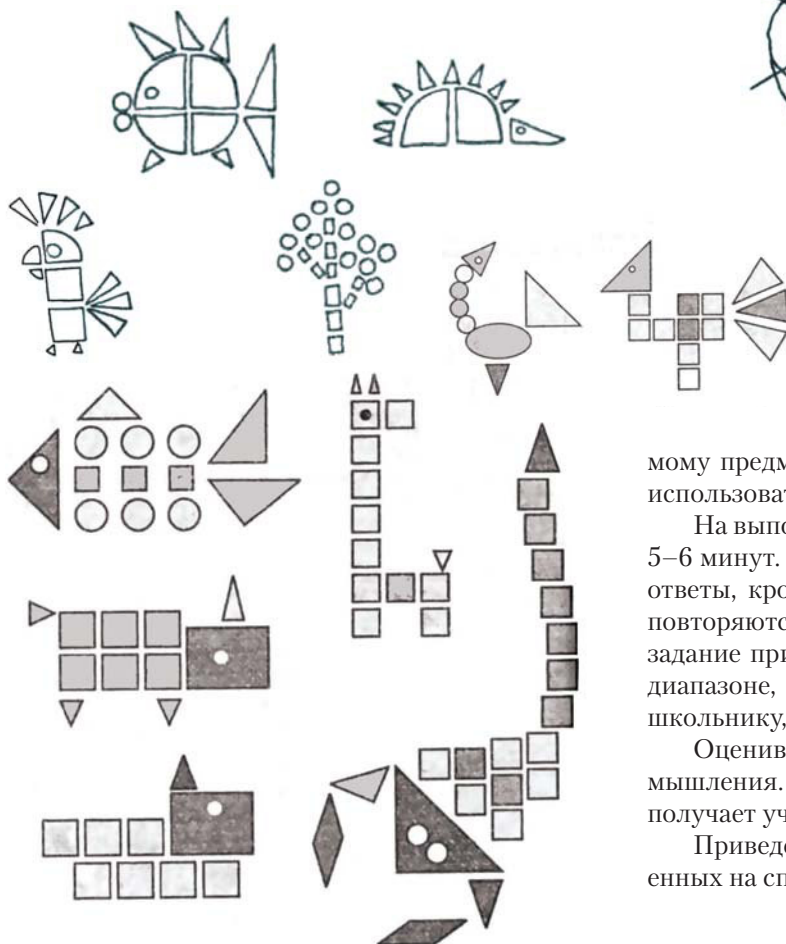 мому предм
использоват
На выпо
5–6 минут.
ответы, кро
повторяются
задание при
диапазоне,
школьнику,
Оценив
мышления.
получает уч
Приведе
енных на сп